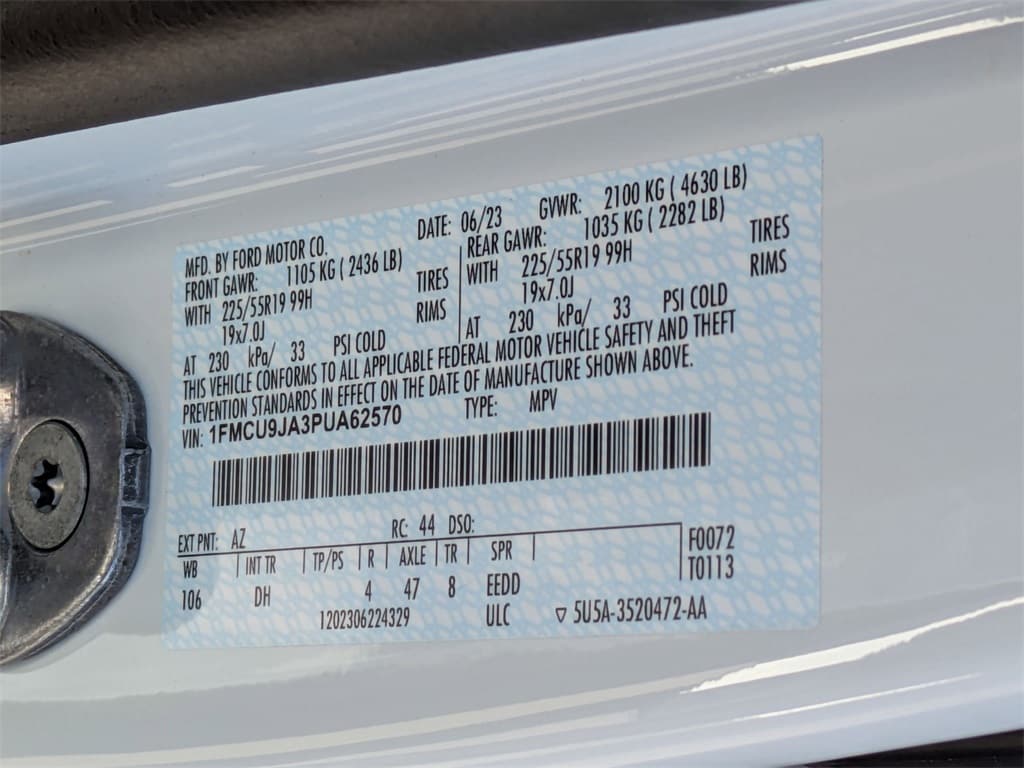 MFD. BY FORD MOTOR CO. DATE: 06/23 GVWR: 2100 KG ( 4630 LB)
FRONT GAWR: 1105 KG ( 2436 LB) REAR GAWR: 1035 KG ( 2282 LB)
WITH 225/55R19 99H TIRES WITH 225/55R19 99H TIRES
19x7.0J RIMS 19x7.0J RIMS
AT 230 kPa/ 33 PSI COLD AT 230 kPa/ 33 PSI COLD
THIS VEHICLE CONFORMS TO ALL APPLICABLE FEDERAL MOTOR VEHICLE SAFETY AND THEFT
PREVENTION STANDARDS IN EFFECT ON THE DATE OF MANUFACTURE SHOWN ABOVE.
VIN: 1FMCU9JA3PUA62570 TYPE: MPV
EXT PNT: AZ RC: 44 DSO:
WB INT TR TP/PS R AXLE TR SPR F0072
106 DH 4 47 8 EEDD T0113
1202306224329 ULC ▽ 5U5A-3520472-AA